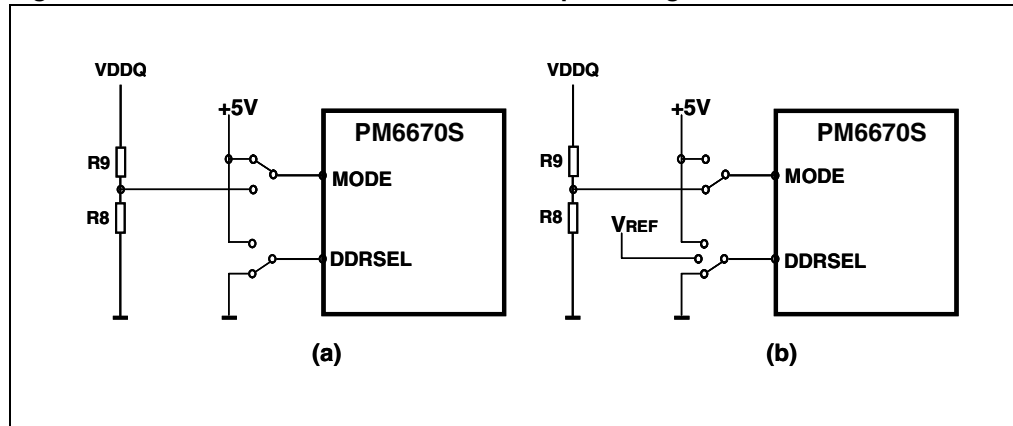 VDDQ
+5V
PM6670S
R9
MODE
R8
DDRSEL
(a)
VDDQ
+5V
PM6670S
R9
MODE
R8
VREF
DDRSEL
(b)